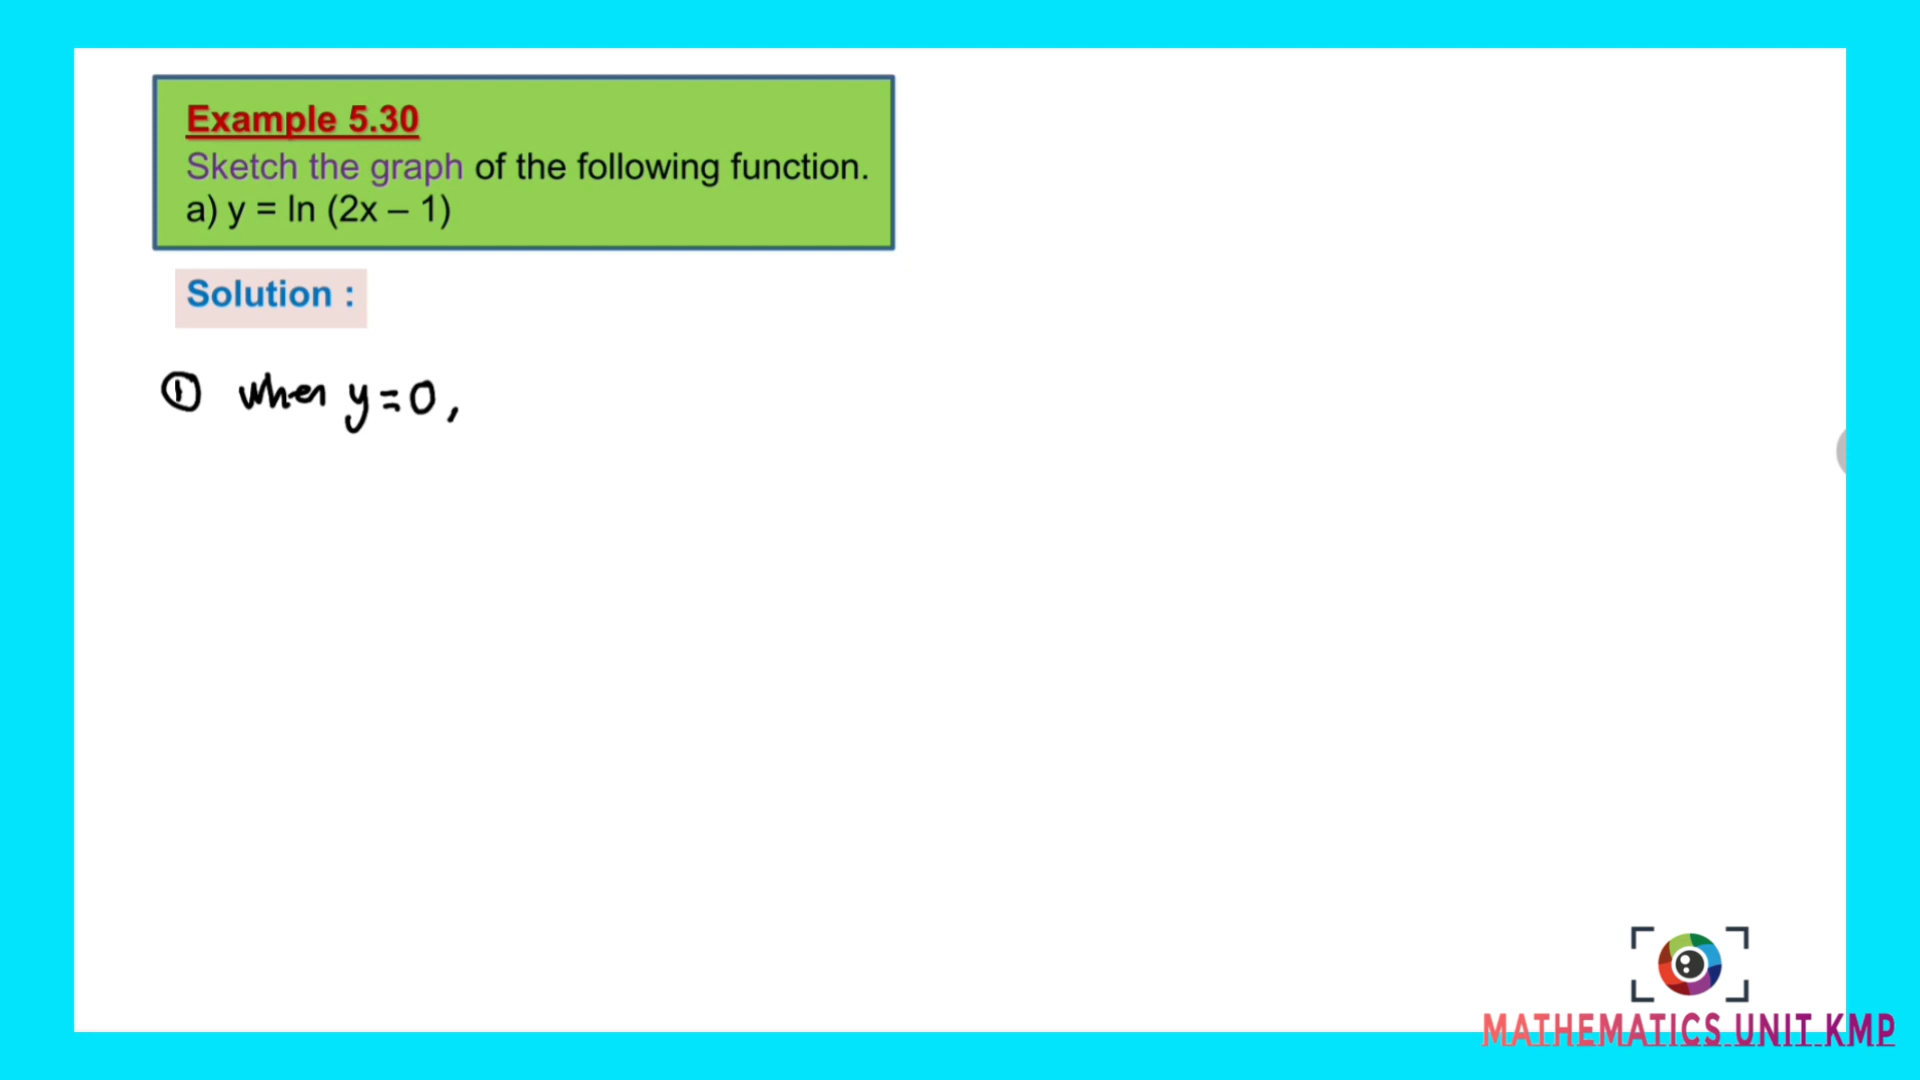 Example 5.30
Sketch the graph of the following function.
a) y = ln (2x – 1)
Solution :
① when y=0,
MATHEMATICS UNIT KMP